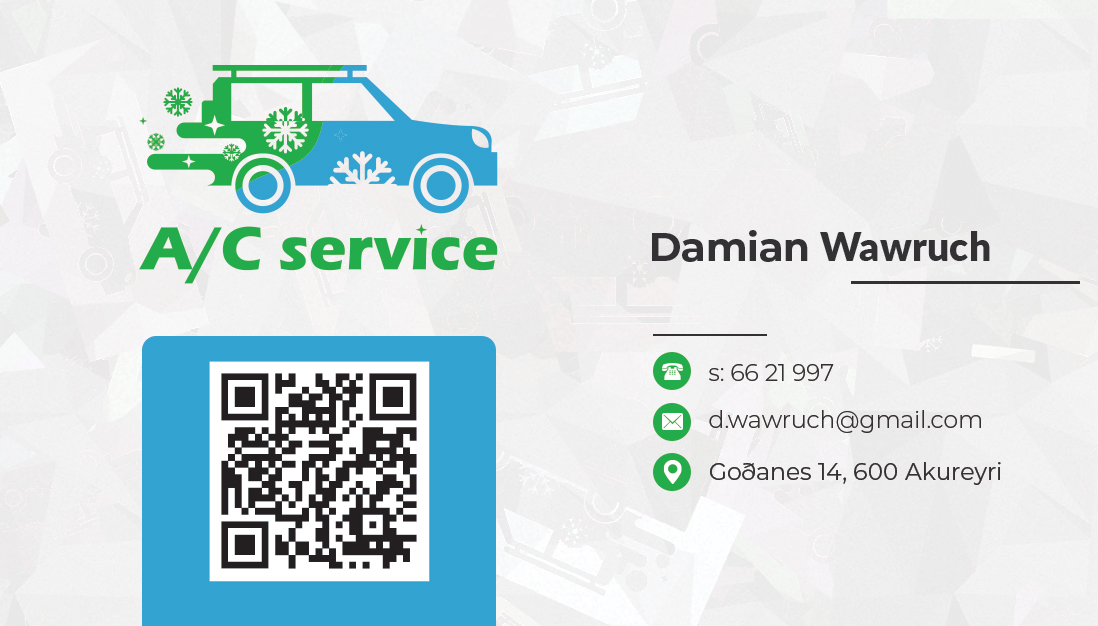 A/C service
Damian Wawruch
s: 66 21 997
d.wawruch@gmail.com
Goðanes 14, 600 Akureyri